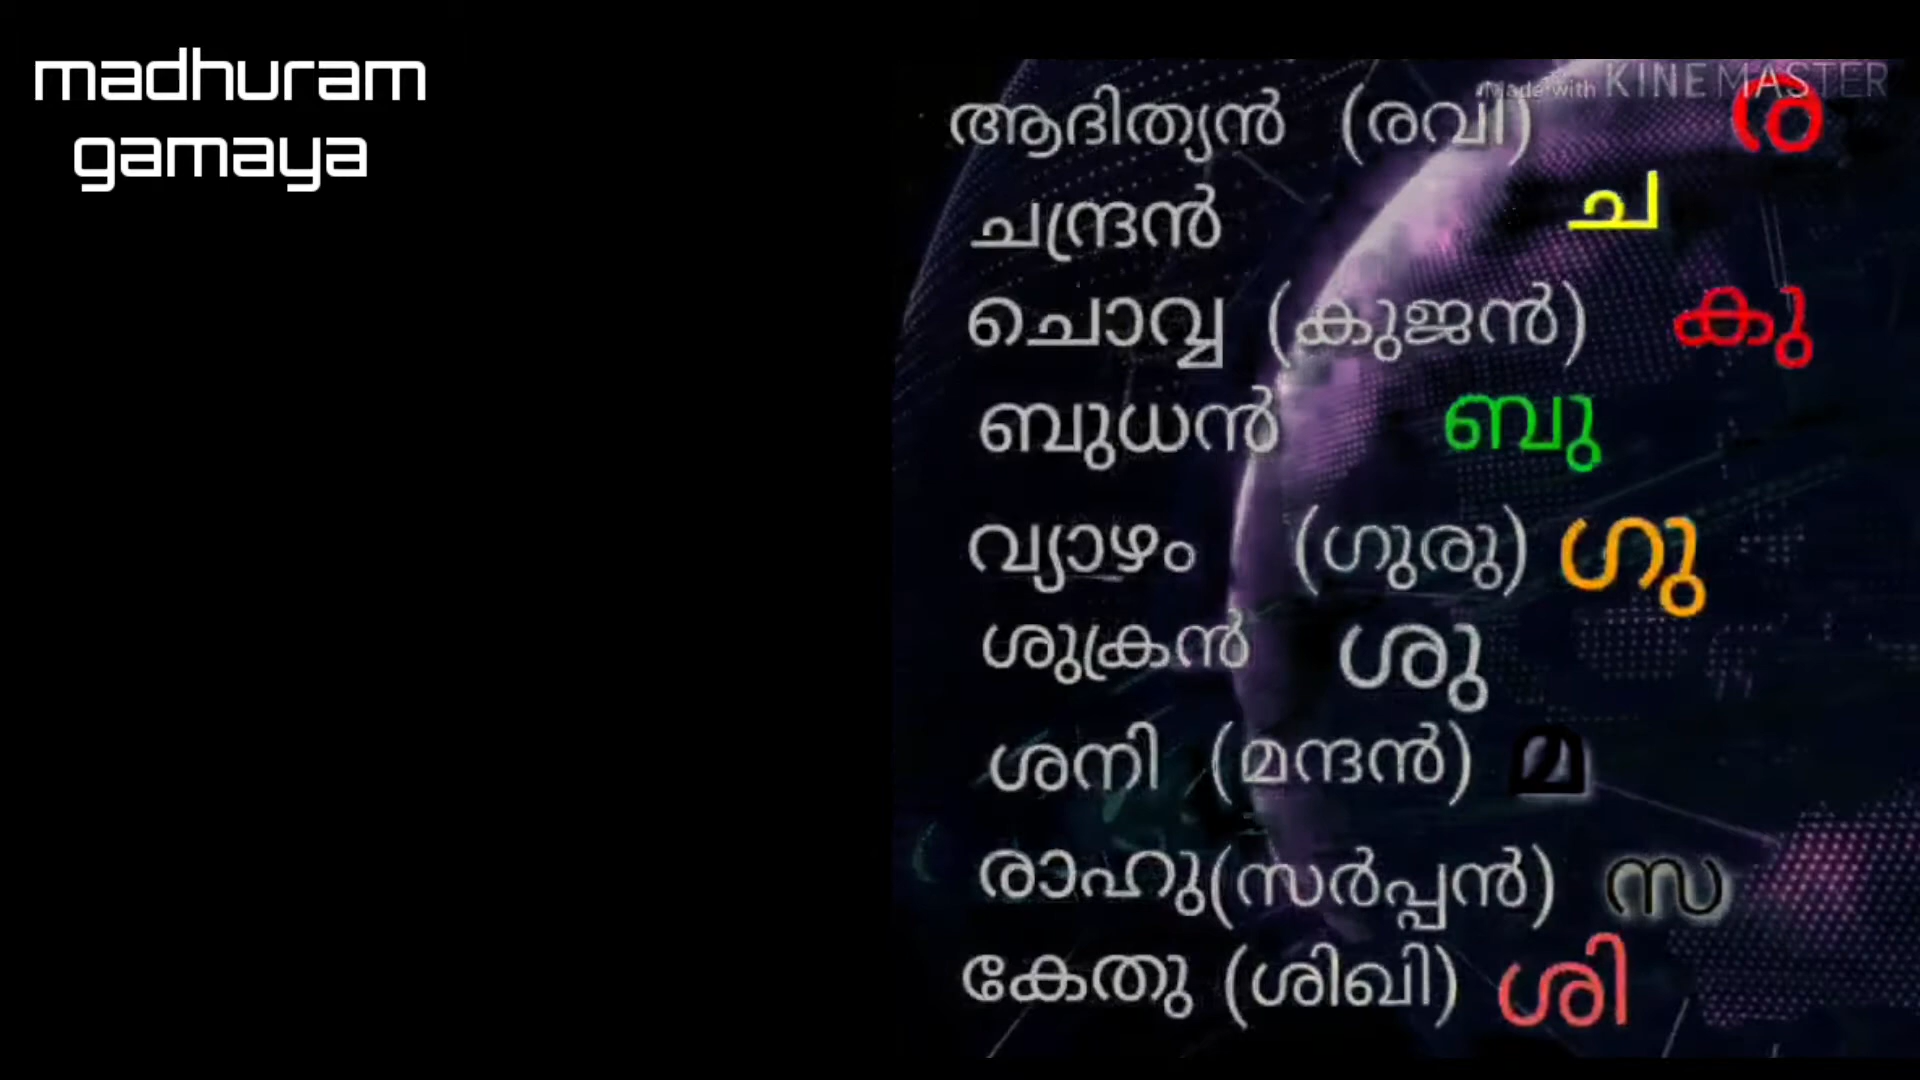 madhuram
gamaya
Made with KINEMASTER
ആദിത്യൻ (രവി) ര
ചന്ദ്രൻ ച
ചൊവ്വ (കുജൻ) കു
ബുധൻ ബു
വ്യാഴം (ഗുരു) ഗു
ശുക്രൻ ശു
ശനി (മന്ദൻ) മ
രാഹു(സർപ്പൻ) സ
കേതു (ശിഖി) ശി